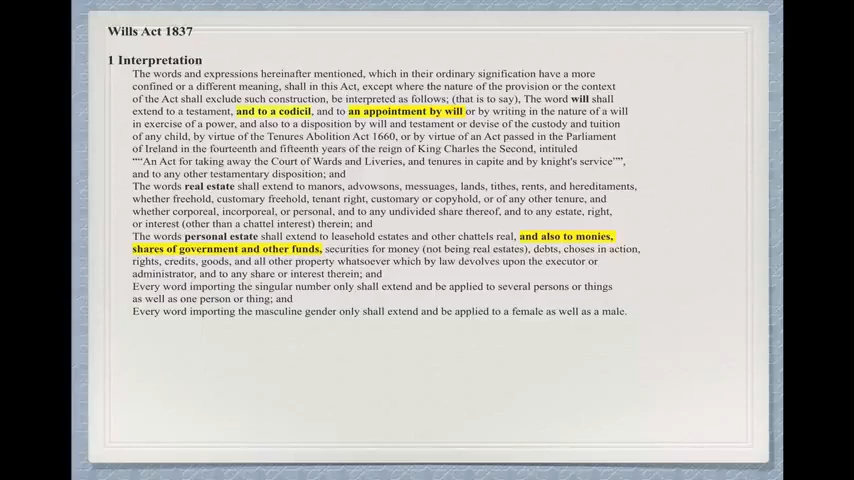 Wills Act 1837
1 Interpretation
The words and expressions hereinafter mentioned, which in their ordinary signification have a more
confined or a different meaning, shall in this Act, except where the nature of the provision or the context
of the Act shall exclude such construction, be interpreted as follows; (that is to say), The word will shall
extend to a testament, and to a codicil, and to an appointment by will or by writing in the nature of a will
in exercise of a power, and also to a disposition by will and testament or devise of the custody and tuition
of any child, by virtue of the Tenures Abolition Act 1660, or by virtue of an Act passed in the Parliament
of Ireland in the fourteenth and fifteenth years of the reign of King Charles the Second, intituled
““An Act for taking away the Court of Wards and Liveries, and tenures in capite and by knight's service””,
and to any other testamentary disposition; and
The words real estate shall extend to manors, advowsons, messuages, lands, tithes, rents, and hereditaments,
whether freehold, customary freehold, tenant right, customary or copyhold, or of any other tenure, and
whether corporeal, incorporeal, or personal, and to any undivided share thereof, and to any estate, right,
or interest (other than a chattel interest) therein; and
The words personal estate shall extend to leasehold estates and other chattels real, and also to monies,
shares of government and other funds, securities for money (not being real estates), debts, choses in action,
rights, credits, goods, and all other property whatsoever which by law devolves upon the executor or
administrator, and to any share or interest therein; and
Every word importing the singular number only shall extend and be applied to several persons or things
as well as one person or thing; and
Every word importing the masculine gender only shall extend and be applied to a female as well as a male.